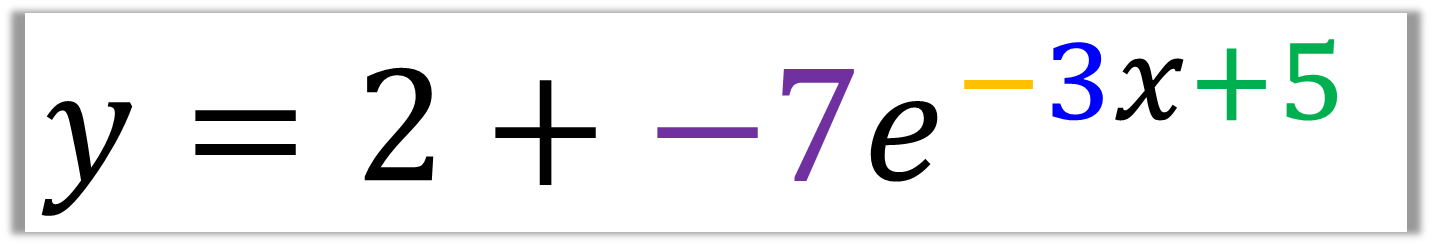 y = 2 + −7e^{−3x+5}